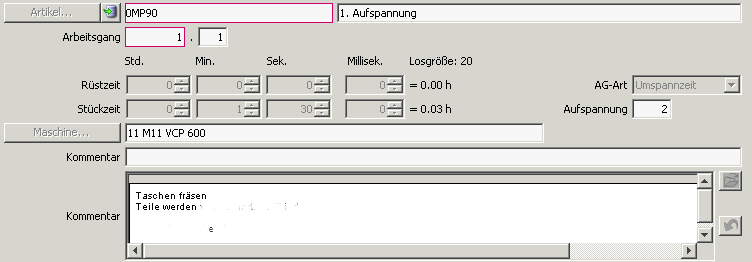 Artikel... 0MP90 1. Aufspannung
Arbeitsgang 1 . 1
Std. Min. Sek. Millisek. Losgröße: 20
Rüstzeit 0 0 0 0 = 0.00 h AG-Art Umspannzeit
Stückzeit 0 1 30 0 = 0.03 h Aufspannung 2
Maschine... 11 M11 VCP 600
Kommentar
Kommentar
Taschen fräsen
Teile werden